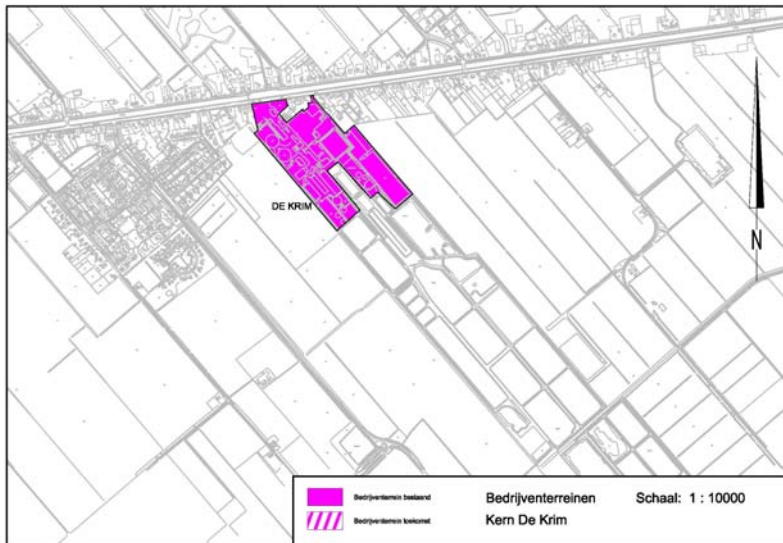 DE KRIM
N
Bedrijventerrein bestaand
Bedrijventerrein toekomst
Bedrijventerreinen Schaal: 1 : 10000
Kern De Krim